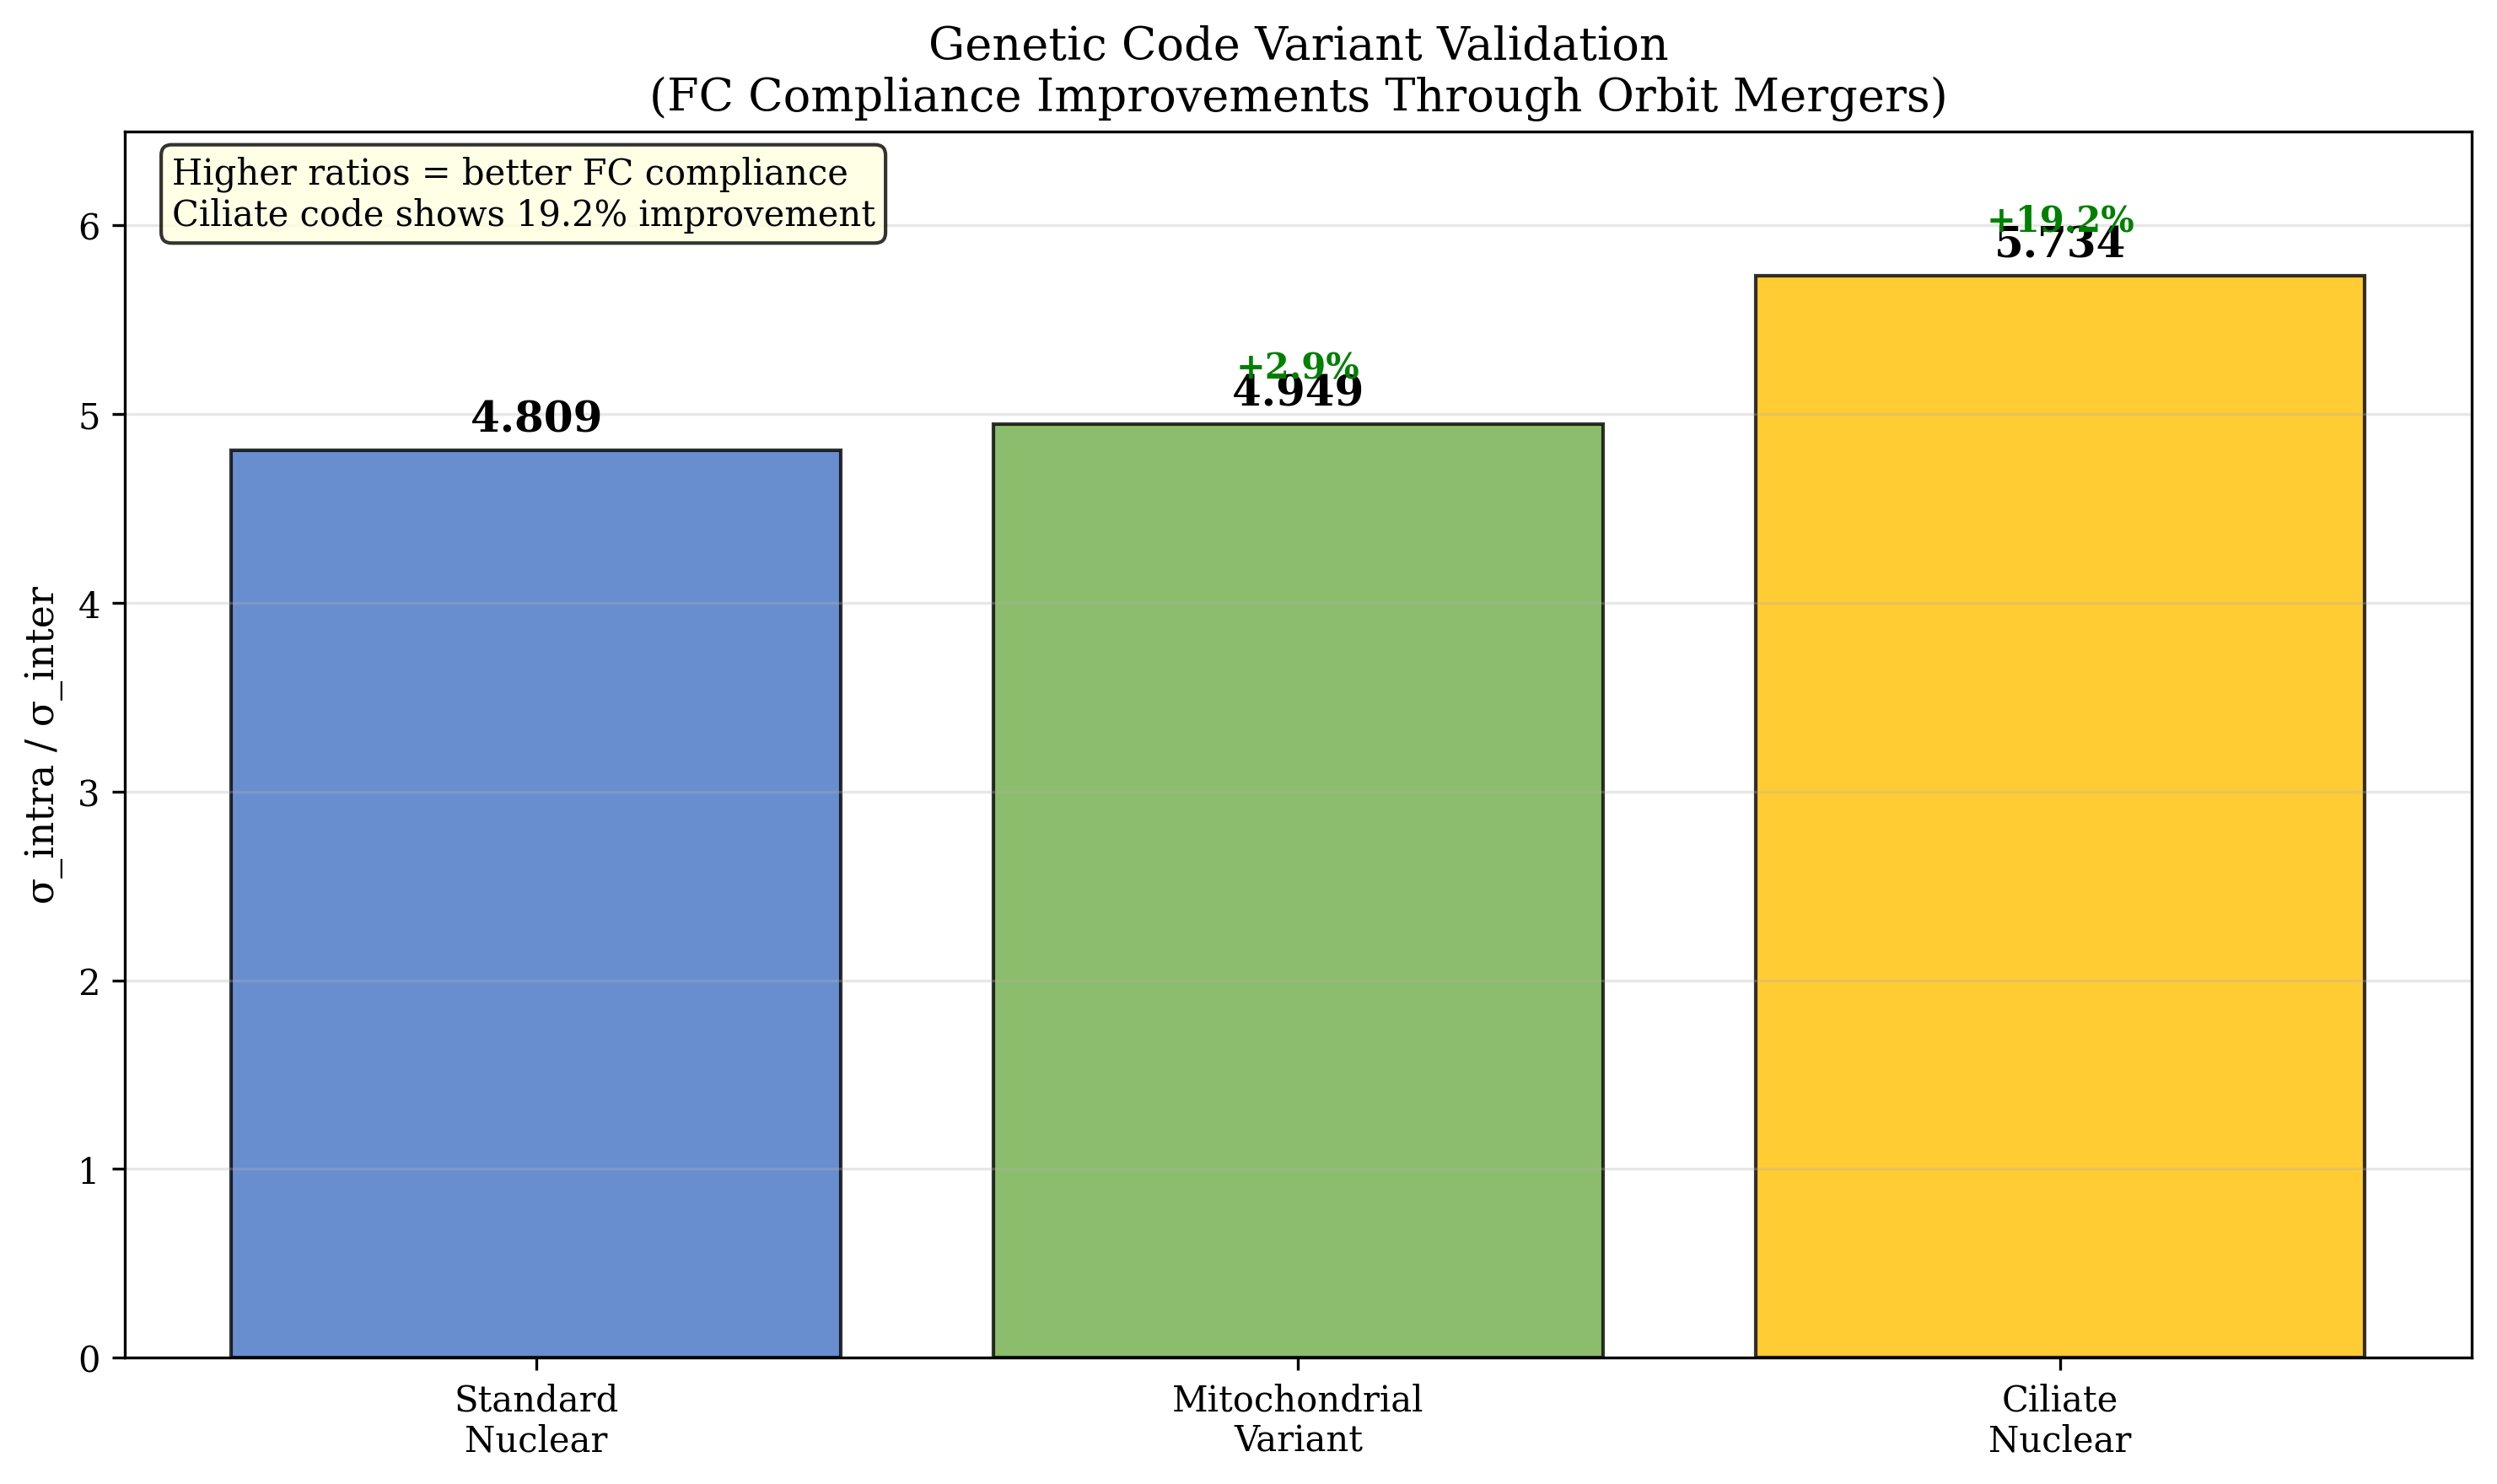 Genetic Code Variant Validation
(FC Compliance Improvements Through Orbit Mergers)
Higher ratios = better FC compliance
Ciliate code shows 19.2% improvement
σ_intra / σ_inter
6
5
4
3
2
1
0
4.809
+2.9%
4.949
+19.2%
5.734
Standard
Nuclear
Mitochondrial
Variant
Ciliate
Nuclear